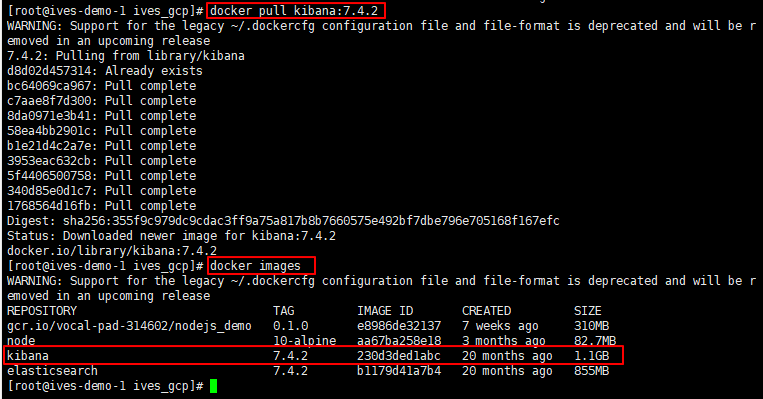 [root@ives-demo-1 ives_gcp]# docker pull kibana:7.4.2
WARNING: Support for the legacy ~/.dockercfg configuration file and file-format is deprecated and will be r
emoved in an upcoming release
7.4.2: Pulling from library/kibana
d8d02d457314: Already exists
bc64069ca967: Pull complete
c7aae8f7d300: Pull complete
8da0971e3b41: Pull complete
58ea4bb2901c: Pull complete
b1e21d4c2a7e: Pull complete
3953eac632cb: Pull complete
5f4406500758: Pull complete
340d85e0d1c7: Pull complete
1768564d16fb: Pull complete
Digest: sha256:355f9c979dc9cdac3ff9a75a817b8b7660575e492bf7dbe796e705168f167efc
Status: Downloaded newer image for kibana:7.4.2
docker.io/library/kibana:7.4.2
[root@ives-demo-1 ives_gcp]# docker images
WARNING: Support for the legacy ~/.dockercfg configuration file and file-format is deprecated and will be r
emoved in an upcoming release
REPOSITORY TAG IMAGE ID CREATED SIZE
gcr.io/vocal-pad-314602/nodejs_demo 0.1.0 e8986de32137 7 weeks ago 310MB
node 10-alpine aa67ba258e18 3 months ago 82.7MB
kibana 7.4.2 230d3ded1abc 20 months ago 1.1GB
elasticsearch 7.4.2 b1179d41a7b4 20 months ago 855MB
[root@ives-demo-1 ives_gcp]#